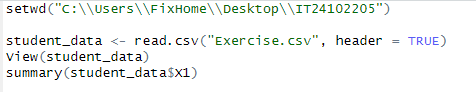 setwd("C:\\Users\\FixHome\\Desktop\\IT24102205")
student_data <- read.csv("Exercise.csv", header = TRUE)
View(student_data)
summary(student_data$X1)